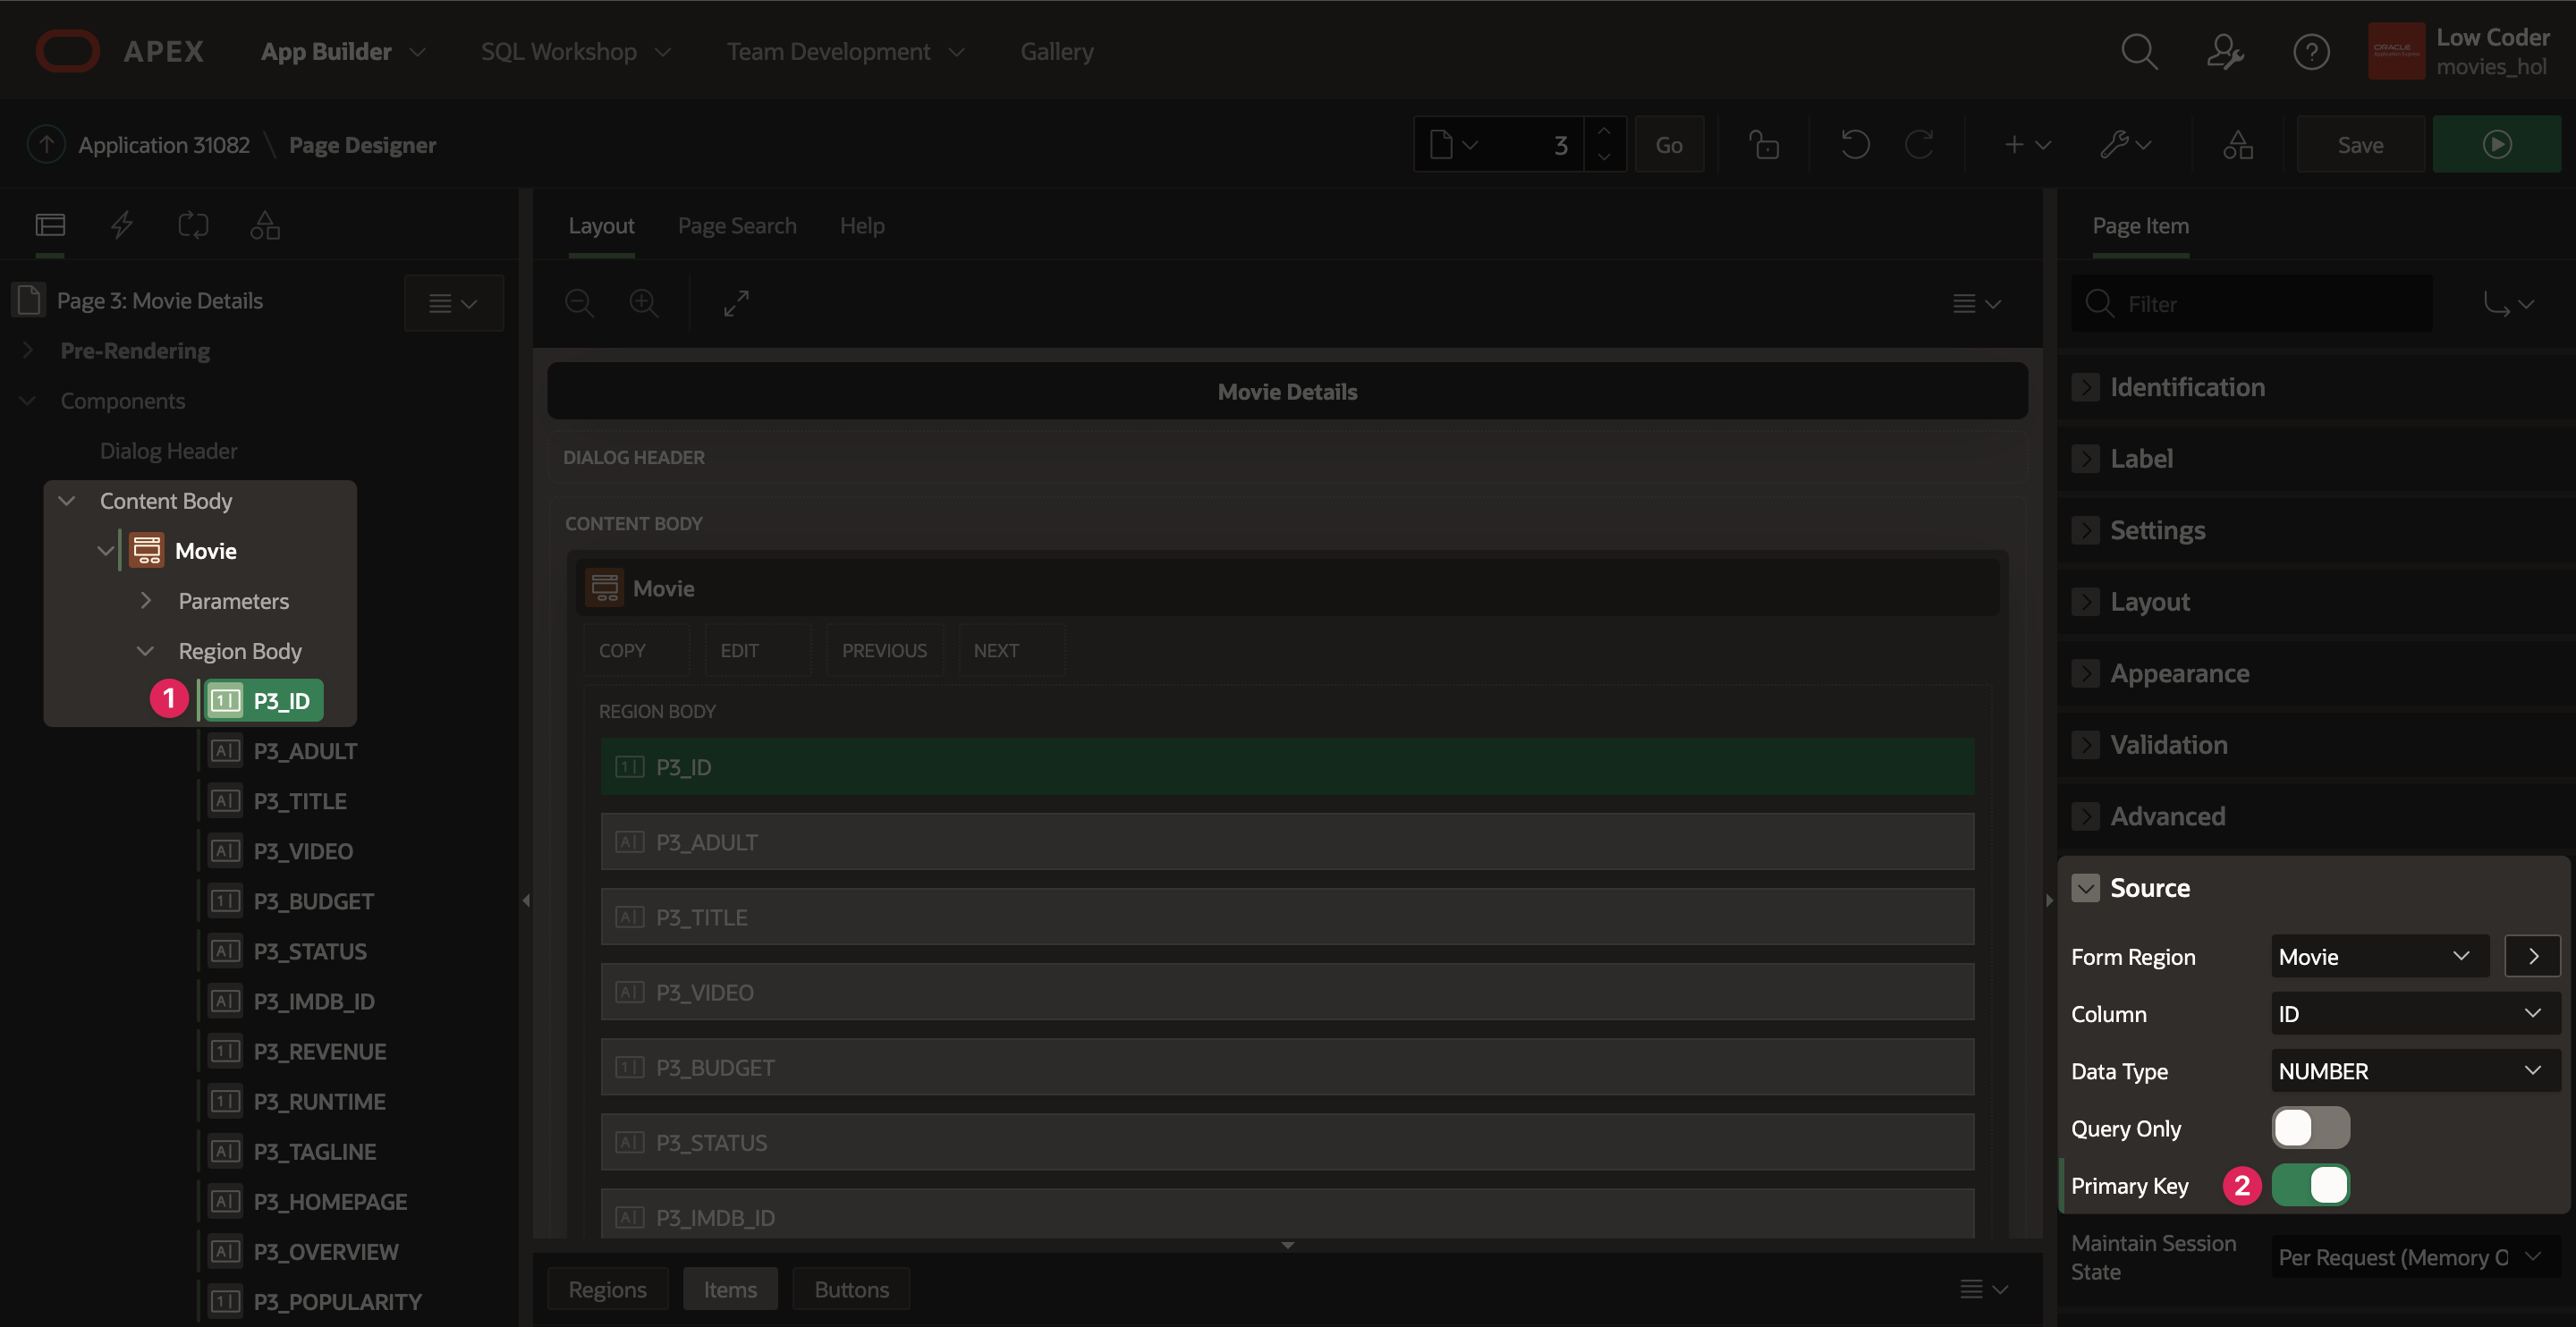 APEX App Builder SQL Workshop Team Development Gallery
Low Coder
movies_hol
Application 31082 \ Page Designer
3 Go Save
Layout Page Search Help
Page Item
Page 3: Movie Details
Filter
Pre-Rendering
Components
Dialog Header
Content Body
Movie
Parameters
Region Body
1 P3_ID
P3_ADULT
P3_TITLE
P3_VIDEO
P3_BUDGET
P3_STATUS
P3_IMDB_ID
P3_REVENUE
P3_RUNTIME
P3_TAGLINE
P3_HOMEPAGE
P3_OVERVIEW
P3_POPULARITY
Movie Details
DIALOG HEADER
CONTENT BODY
Movie
COPY EDIT PREVIOUS NEXT
REGION BODY
P3_ID
P3_ADULT
P3_TITLE
P3_VIDEO
P3_BUDGET
P3_STATUS
P3_IMDB_ID
Regions Items Buttons
Identification
Label
Settings
Layout
Appearance
Validation
Advanced
Source
Form Region Movie
Column ID
Data Type NUMBER
Query Only
Primary Key 2
Maintain Session
State
Per Request (Memory O